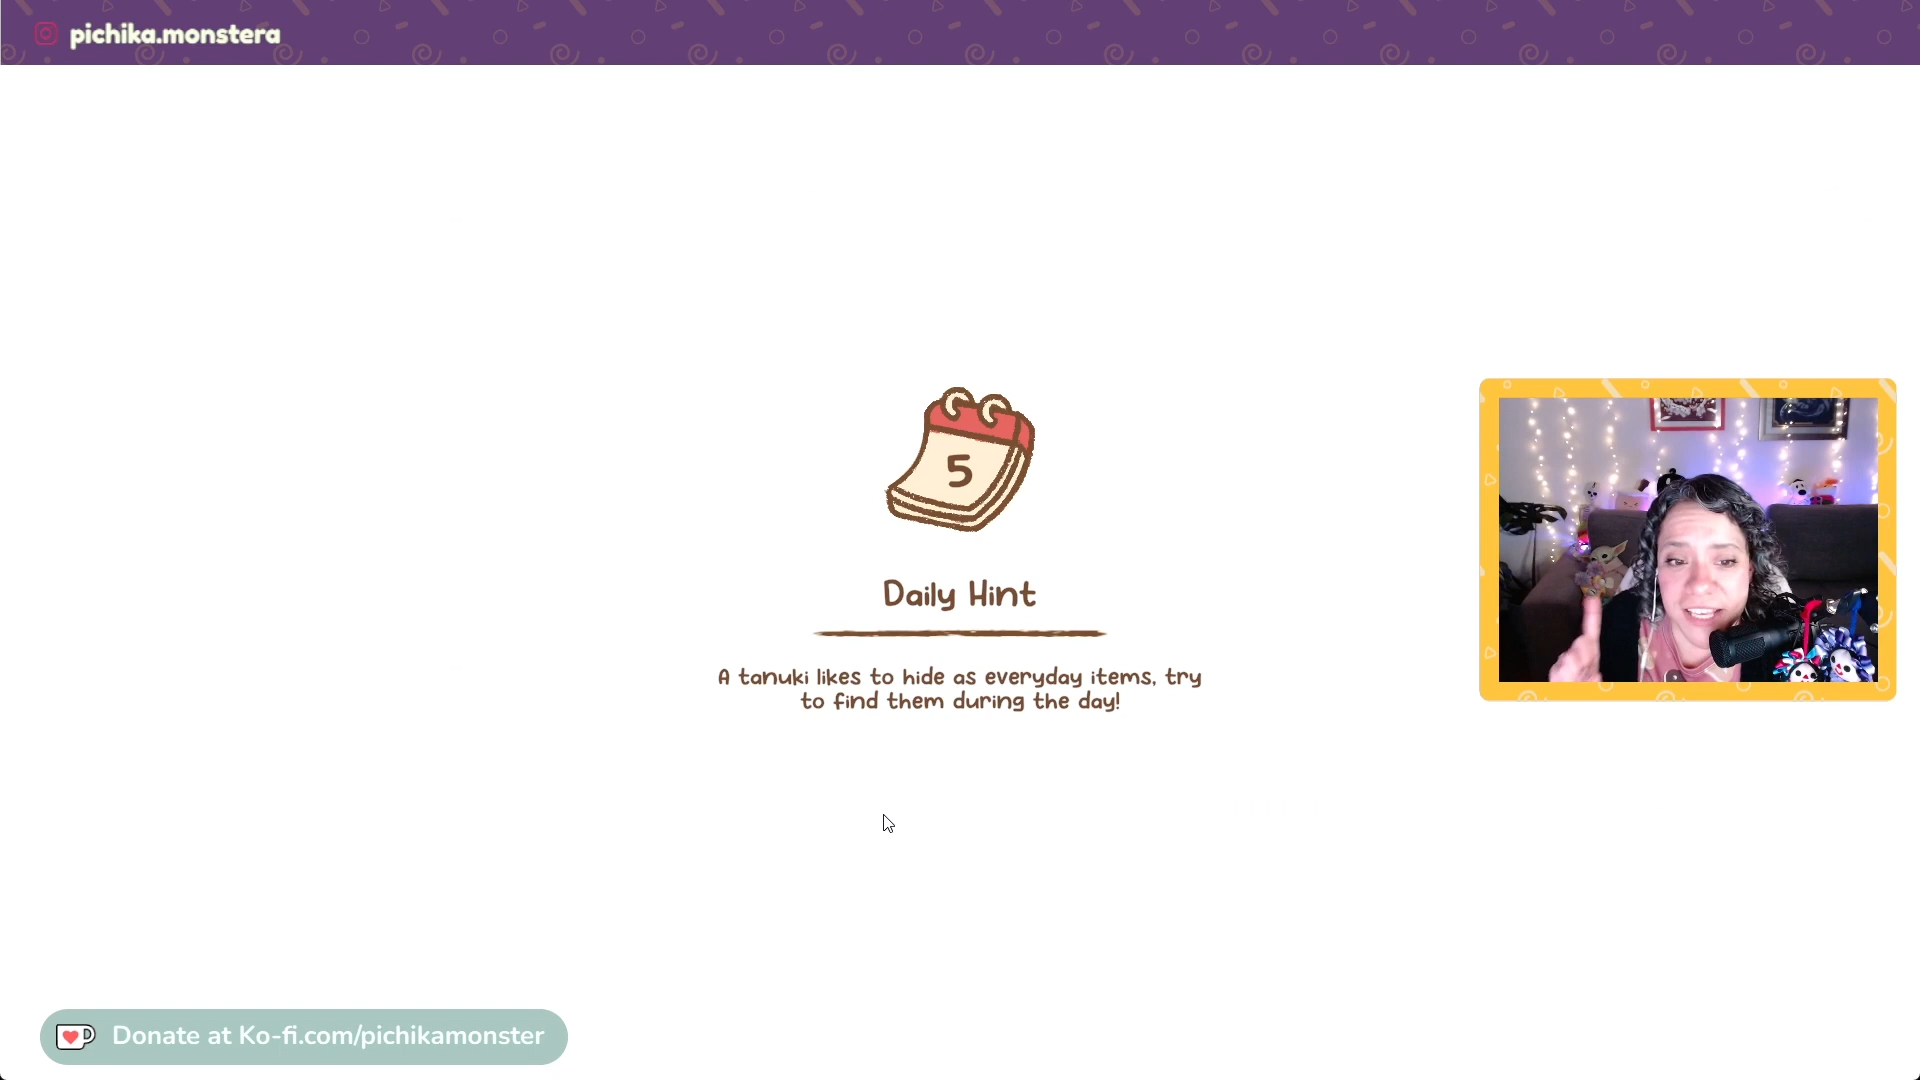 pichika.monstera
5
Daily Hint
A tanuki likes to hide as everyday items, try
to find them during the day!
Donate at Ko-fi.com/pichikamonster